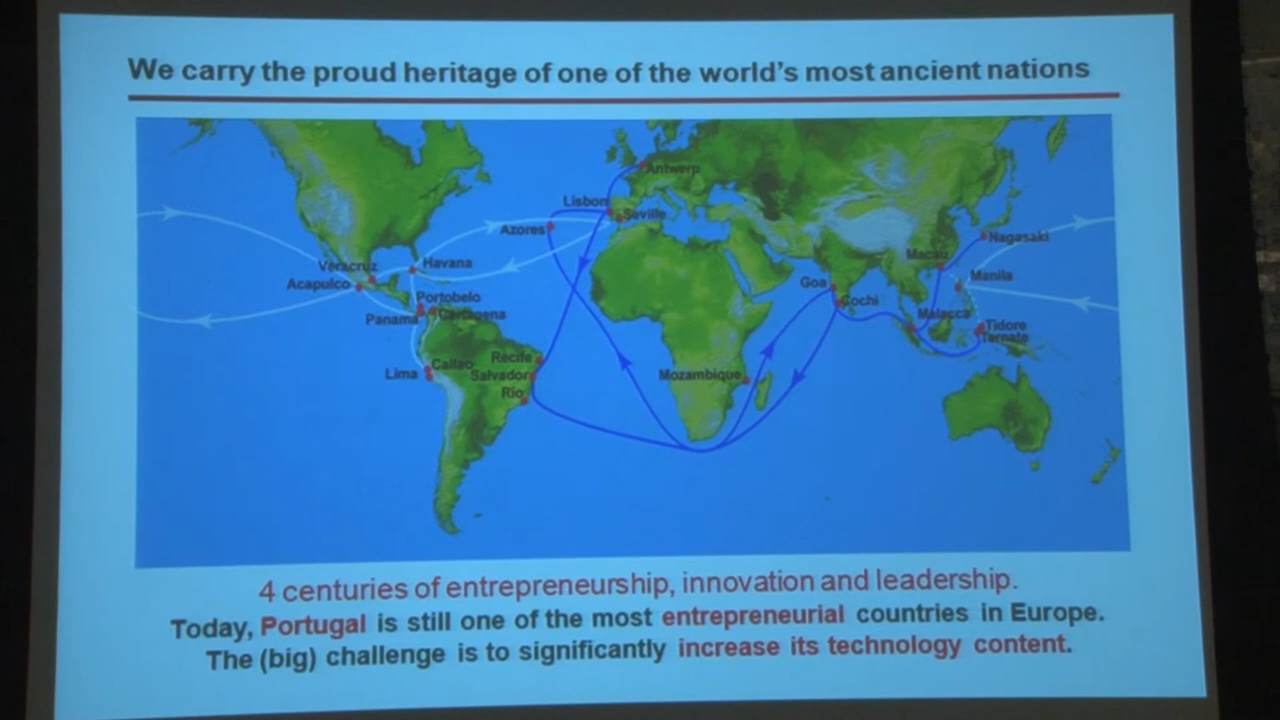 We carry the proud heritage of one of the world's most ancient nations
Antwerp
Lisbon
Seville
Azores
Nagasaki
Macau
Veracruz
Havana
Manila
Acapulco
Goa
Cochi
Portobelo
Panama
Cartagena
Malacca
Tidore
Ternate
Recife
Callao
Lima
Salvador
Mozambique
Rio
4 centuries of entrepreneurship, innovation and leadership.
Today, Portugal is still one of the most entrepreneurial countries in Europe.
The (big) challenge is to significantly increase its technology content.